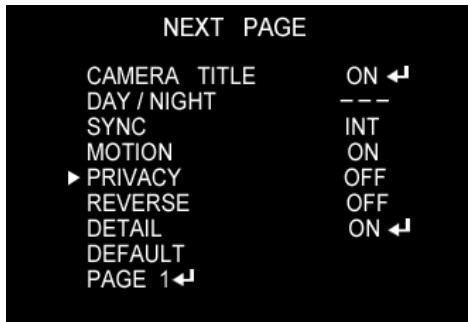 NEXT PAGE
CAMERA TITLE ON ↵
DAY / NIGHT – – –
SYNC INT
MOTION ON
▶ PRIVACY OFF
REVERSE OFF
DETAIL ON ↵
DEFAULT
PAGE 1↵